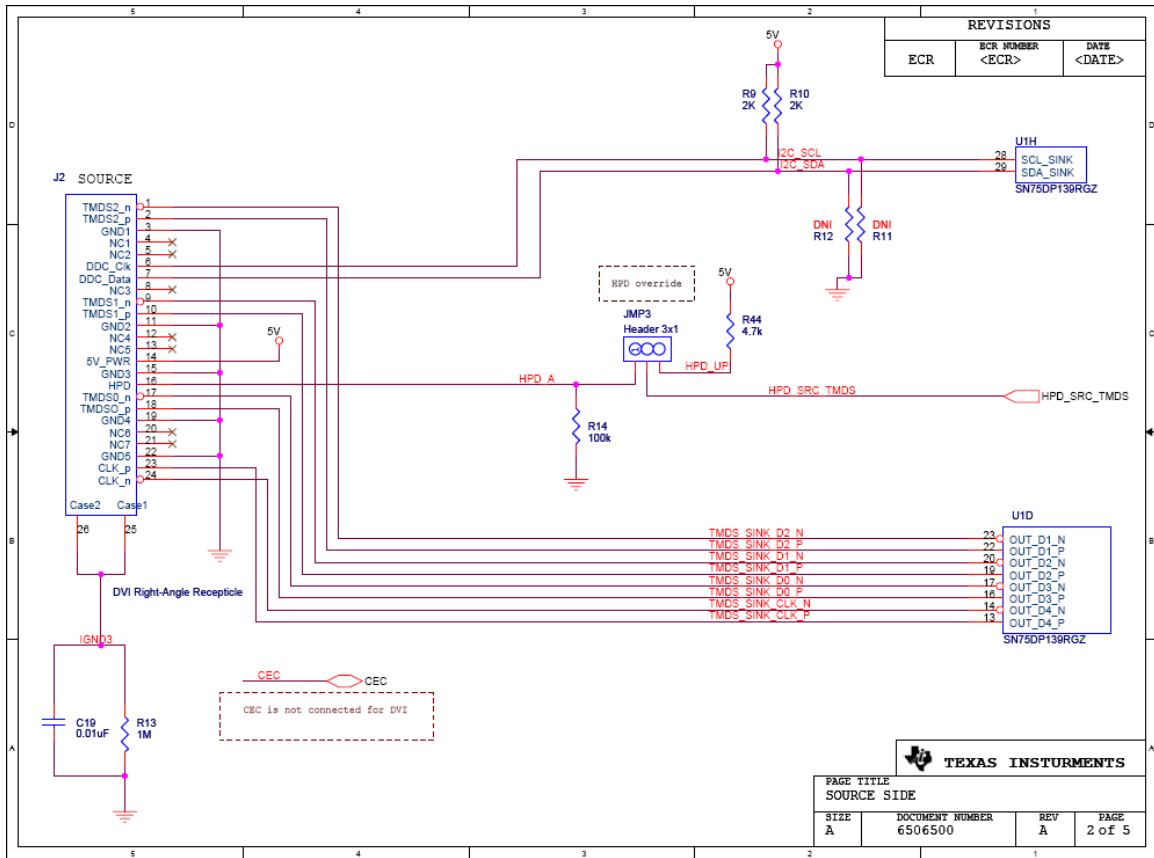 5 4 3 2 1
REVISIONS
ECR
ECR NUMBER
<ECR>
DATE
<DATE>
5V
R9
2K
R10
2K
I2C_SCL
I2C_SDA
U1H
28 SCL_SINK
29 SDA_SINK
SN75DP139RGZ
DNI
R12
DNI
R11
J2 SOURCE
TMDS2_n 1
TMDS2_p 2
GND1 3
NC1 4
NC2 5
DDC_Clk 6
DDC_Data 7
NC3 8
TMDS1_n 9
TMDS1_p 10
GND2 11
NC4 12
NC5 13
5V_PWR 14
GND3 15
HPD 16
TMDS0_n 17
TMDSO_p 18
GND4 19
NC6 20
NC7 21
GND5 22
CLK_p 23
CLK_n 24
Case2 Case1
26 25
DVI Right-Angle Recepticle
5V
HPD override
JMP3
Header 3x1
1
5V
R44
4.7k
HPD_UP
HPD_A
HPD_SRC_TMDS
HPD_SRC_TMDS
R14
100k
U1D
TMDS_SINK_D2_N 23 OUT_D1_N
TMDS_SINK_D2_P 22 OUT_D1_P
TMDS_SINK_D1_N 20 OUT_D2_N
TMDS_SINK_D1_P 19 OUT_D2_P
TMDS_SINK_D0_N 17 OUT_D3_N
TMDS_SINK_D0_P 16 OUT_D3_P
TMDS_SINK_CLK_N 14 OUT_D4_N
TMDS_SINK_CLK_P 13 OUT_D4_P
SN75DP139RGZ
IGND3
C19
0.01uF
R13
1M
CEC
CEC
CEC is not connected for DVI
TEXAS INSTURMENTS
PAGE TITLE
SOURCE SIDE
SIZE
A
DOCUMENT NUMBER
6506500
REV
A
PAGE
2 of 5
D
C
B
A
D
C
B
A
5 4 3 2 1